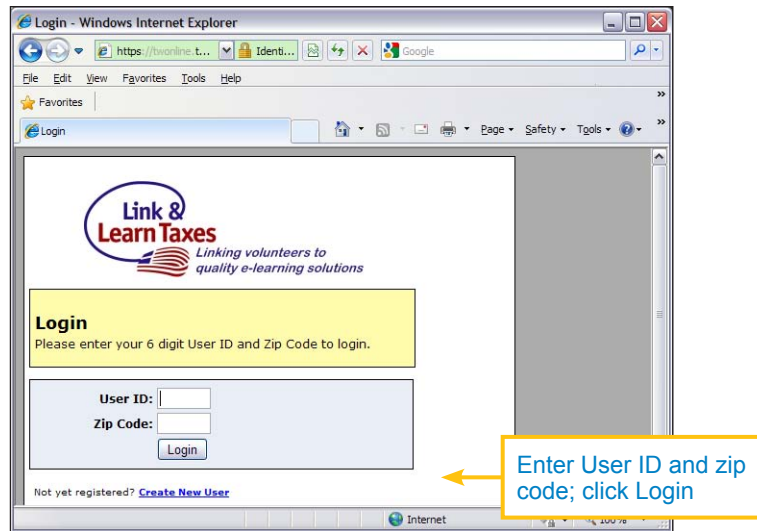 Login - Windows Internet Explorer
https://twonline.t... Identi... Google
File Edit View Favorites Tools Help
Favorites
Login Page Safety Tools
Link &
Learn Taxes
Linking volunteers to
quality e-learning solutions
Login
Please enter your 6 digit User ID and Zip Code to login.
User ID:
Zip Code:
Login
Not yet registered? Create New User
Enter User ID and zip
code; click Login
Internet